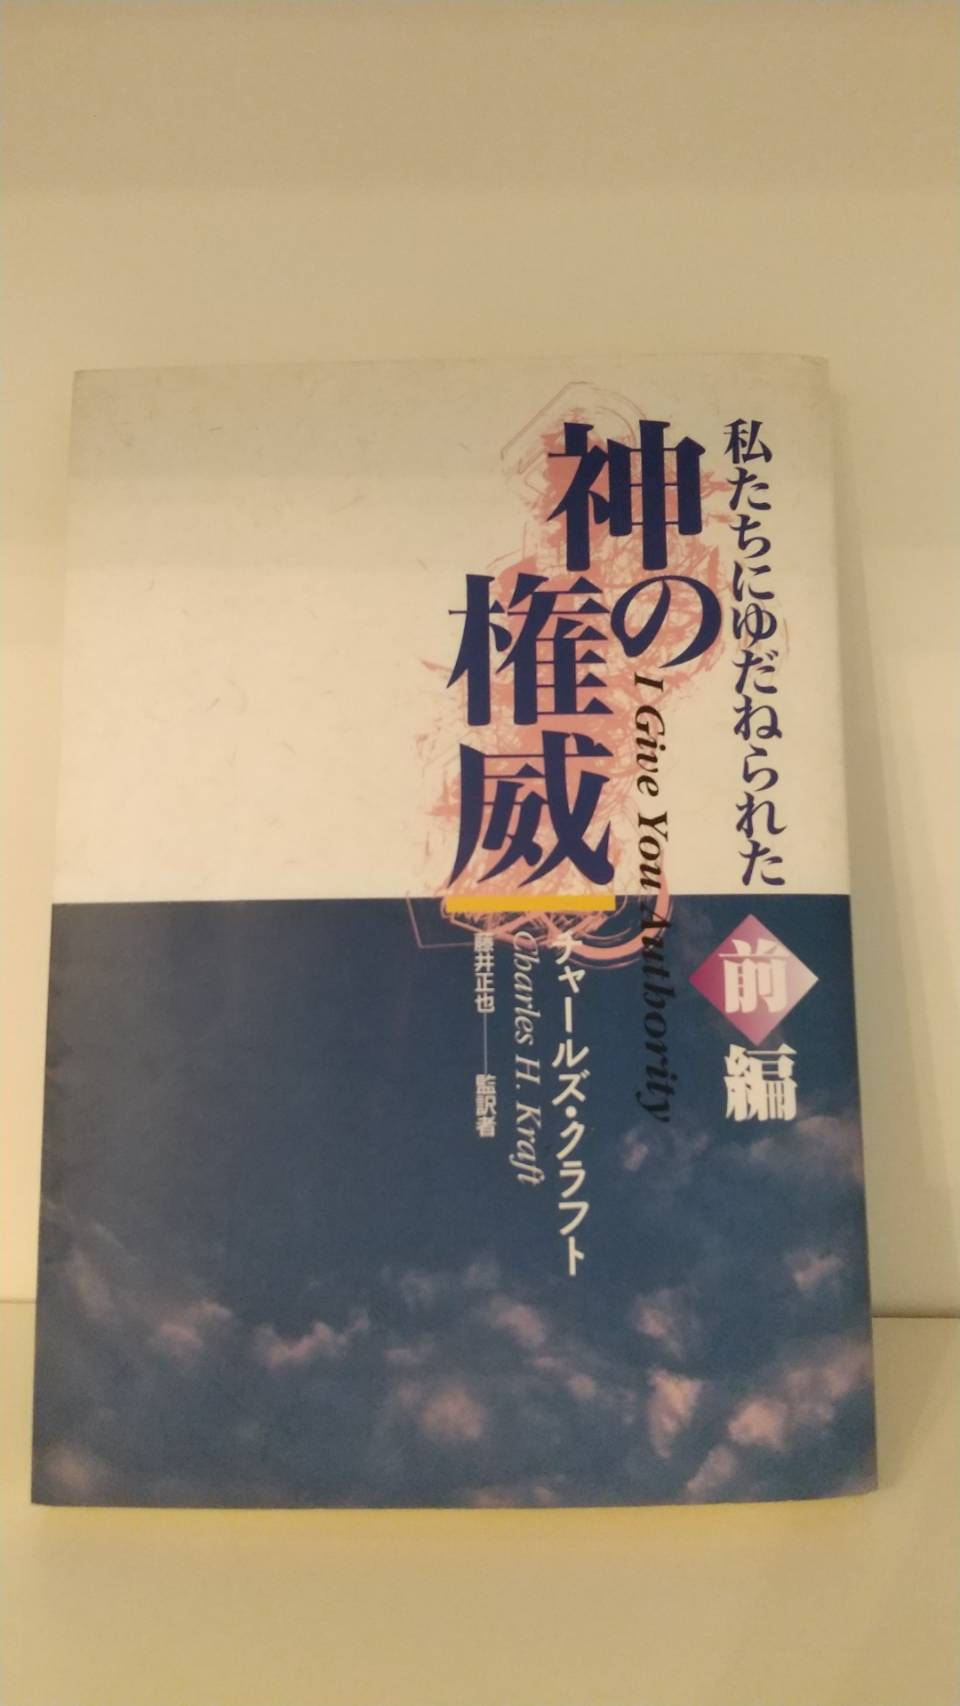 私たちにゆだねられた
前編
神の
権威
I Give You Authority
チャールズ・クラフト
Charles H. Kraft
藤井正也――監訳者